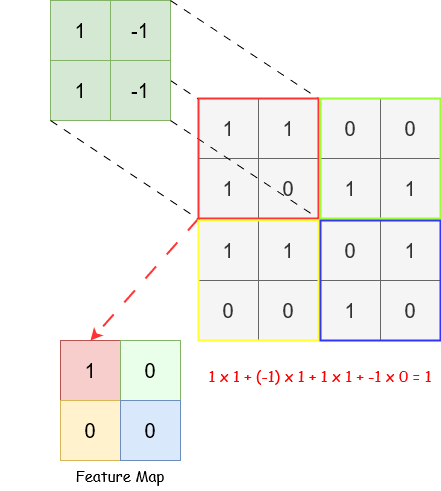 1 -1
1 -1
1 1 0 0
1 0 1 1
1 1 0 1
0 0 1 0
1 0
0 0
1 x 1 + (-1) x 1 + 1 x 1 + -1 x 0 = 1
Feature Map